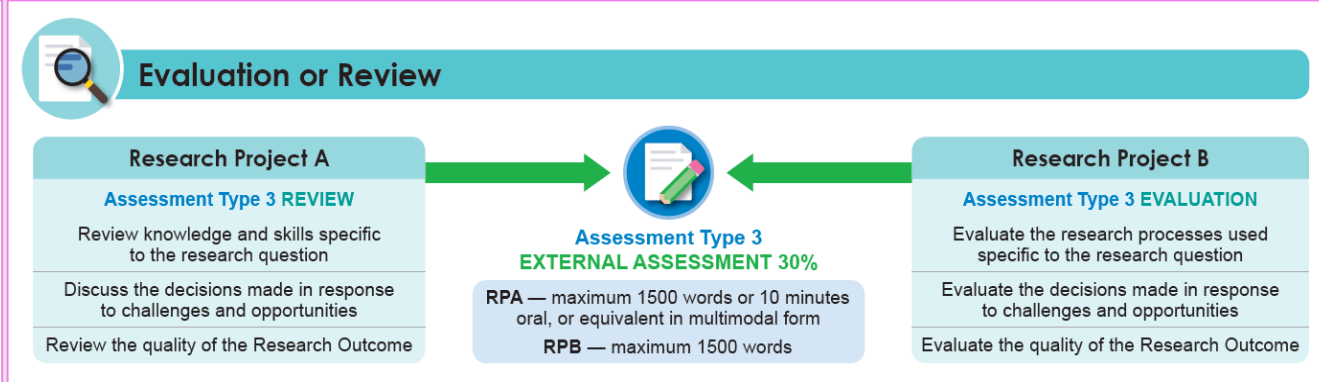 Evaluation or Review
Research Project A
Assessment Type 3 REVIEW
Review knowledge and skills specific
to the research question
Discuss the decisions made in response
to challenges and opportunities
Review the quality of the Research Outcome
Assessment Type 3
EXTERNAL ASSESSMENT 30%
RPA — maximum 1500 words or 10 minutes
oral, or equivalent in multimodal form
RPB — maximum 1500 words
Research Project B
Assessment Type 3 EVALUATION
Evaluate the research processes used
specific to the research question
Evaluate the decisions made in response
to challenges and opportunities
Evaluate the quality of the Research Outcome